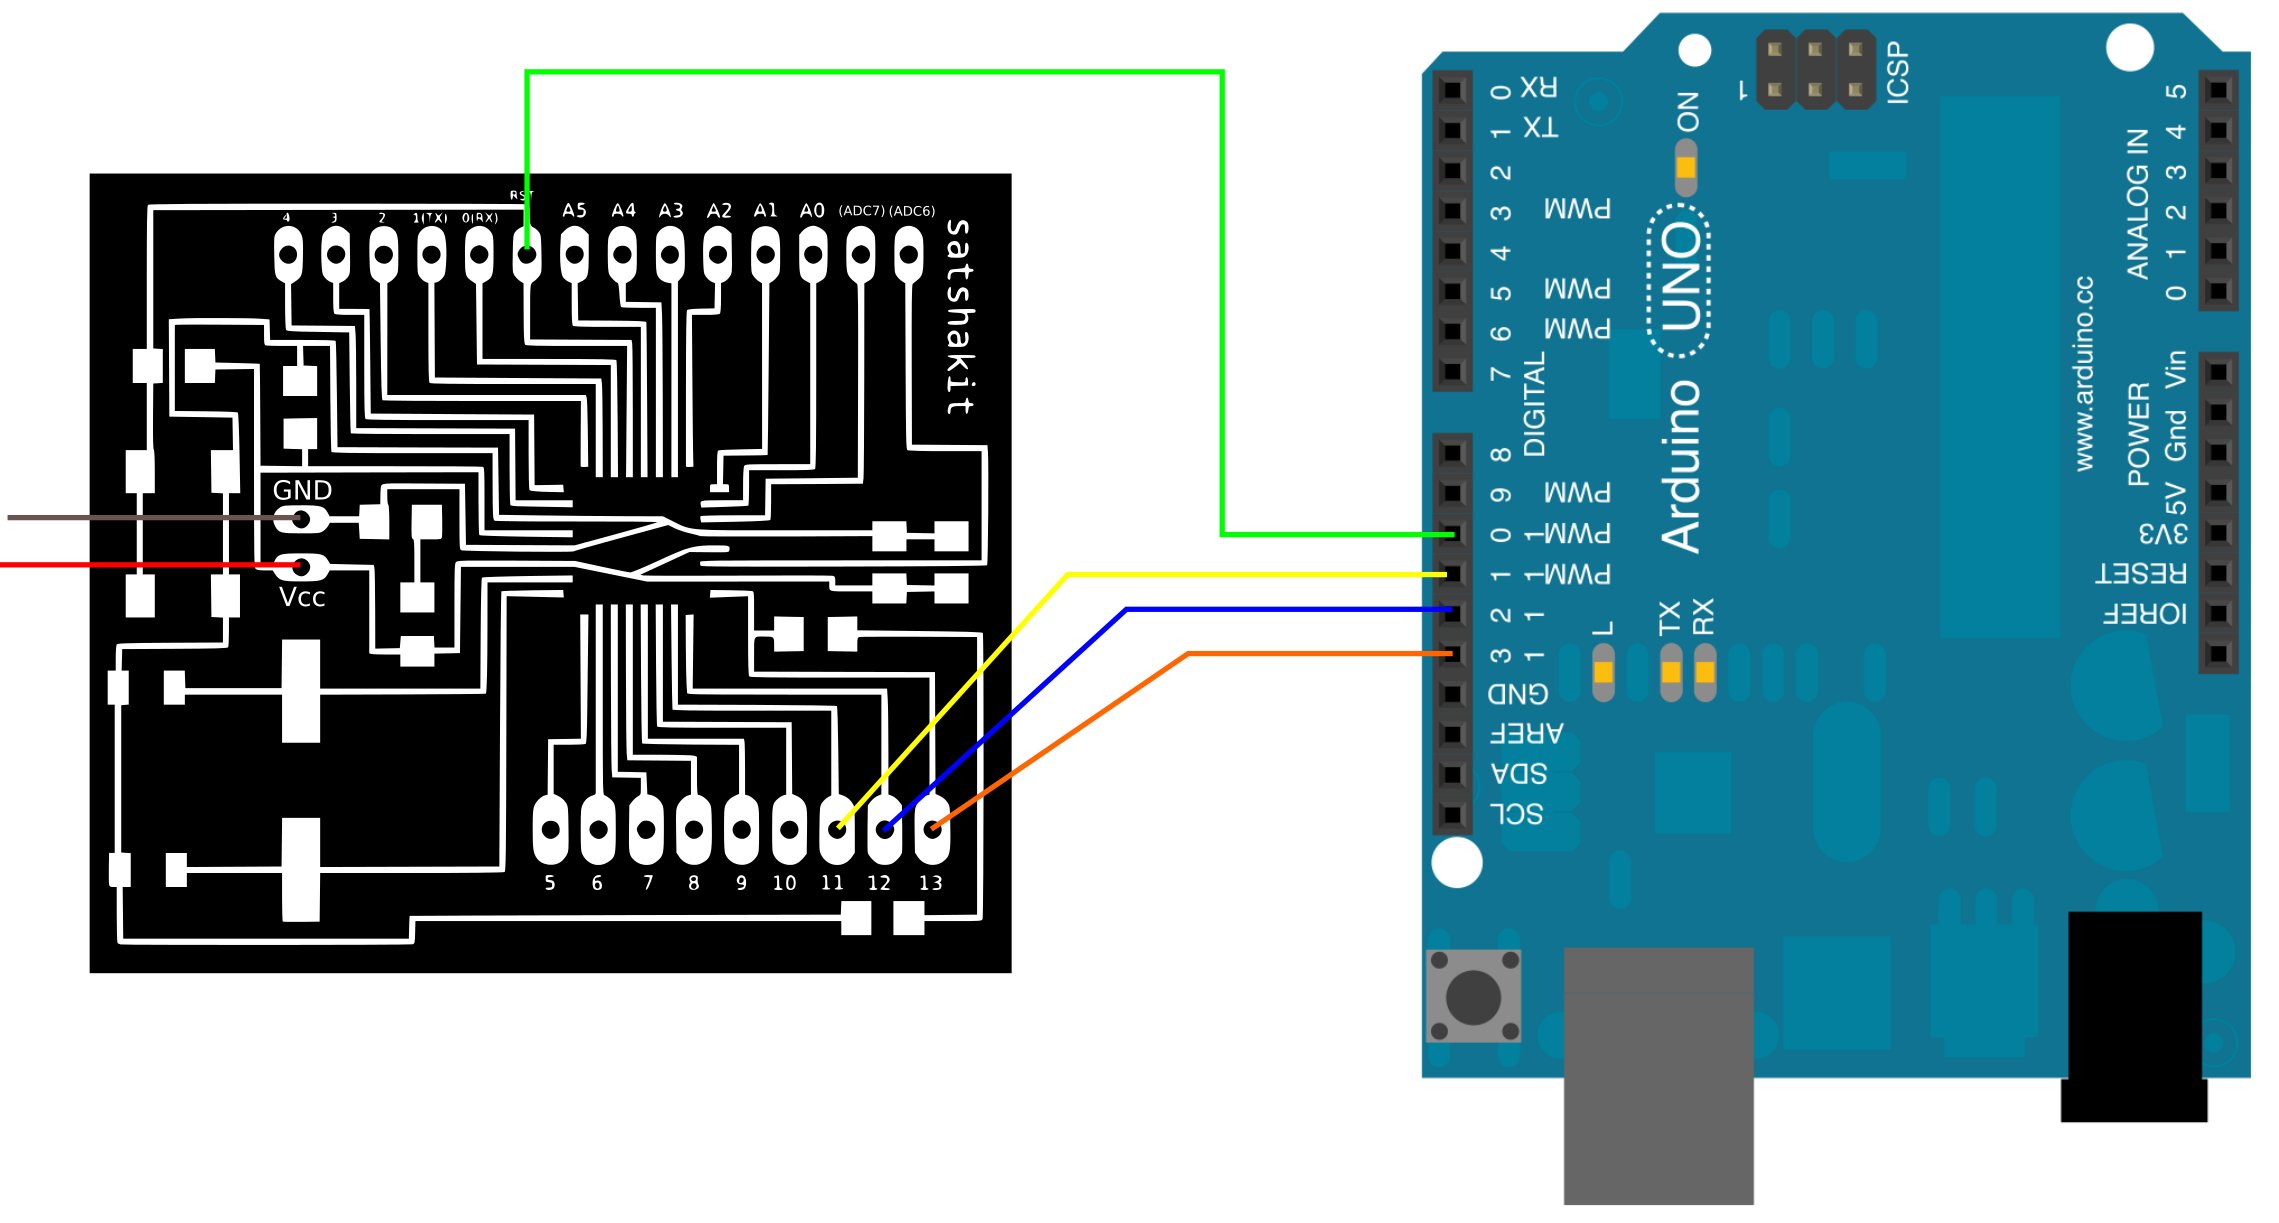 RST
4 3 2 1(TX) 0(RX) A5 A4 A3 A2 A1 A0 (ADC7) (ADC6)
satshakit
GND
Vcc
5 6 7 8 9 10 11 12 13
0 RX
1 TX
2
3 PWM
4
5 PWM
6 PWM
7
DIGITAL
8
9 PWM
10 PWM
11 PWM
12
13
GND
AREF
SDA
SCL
1 ICSP
ON
Arduino UNO
L
TX
RX
www.arduino.cc
ANALOG IN
5
4
3
2
1
0
POWER
Vin
Gnd
5V
3V3
RESET
IOREF